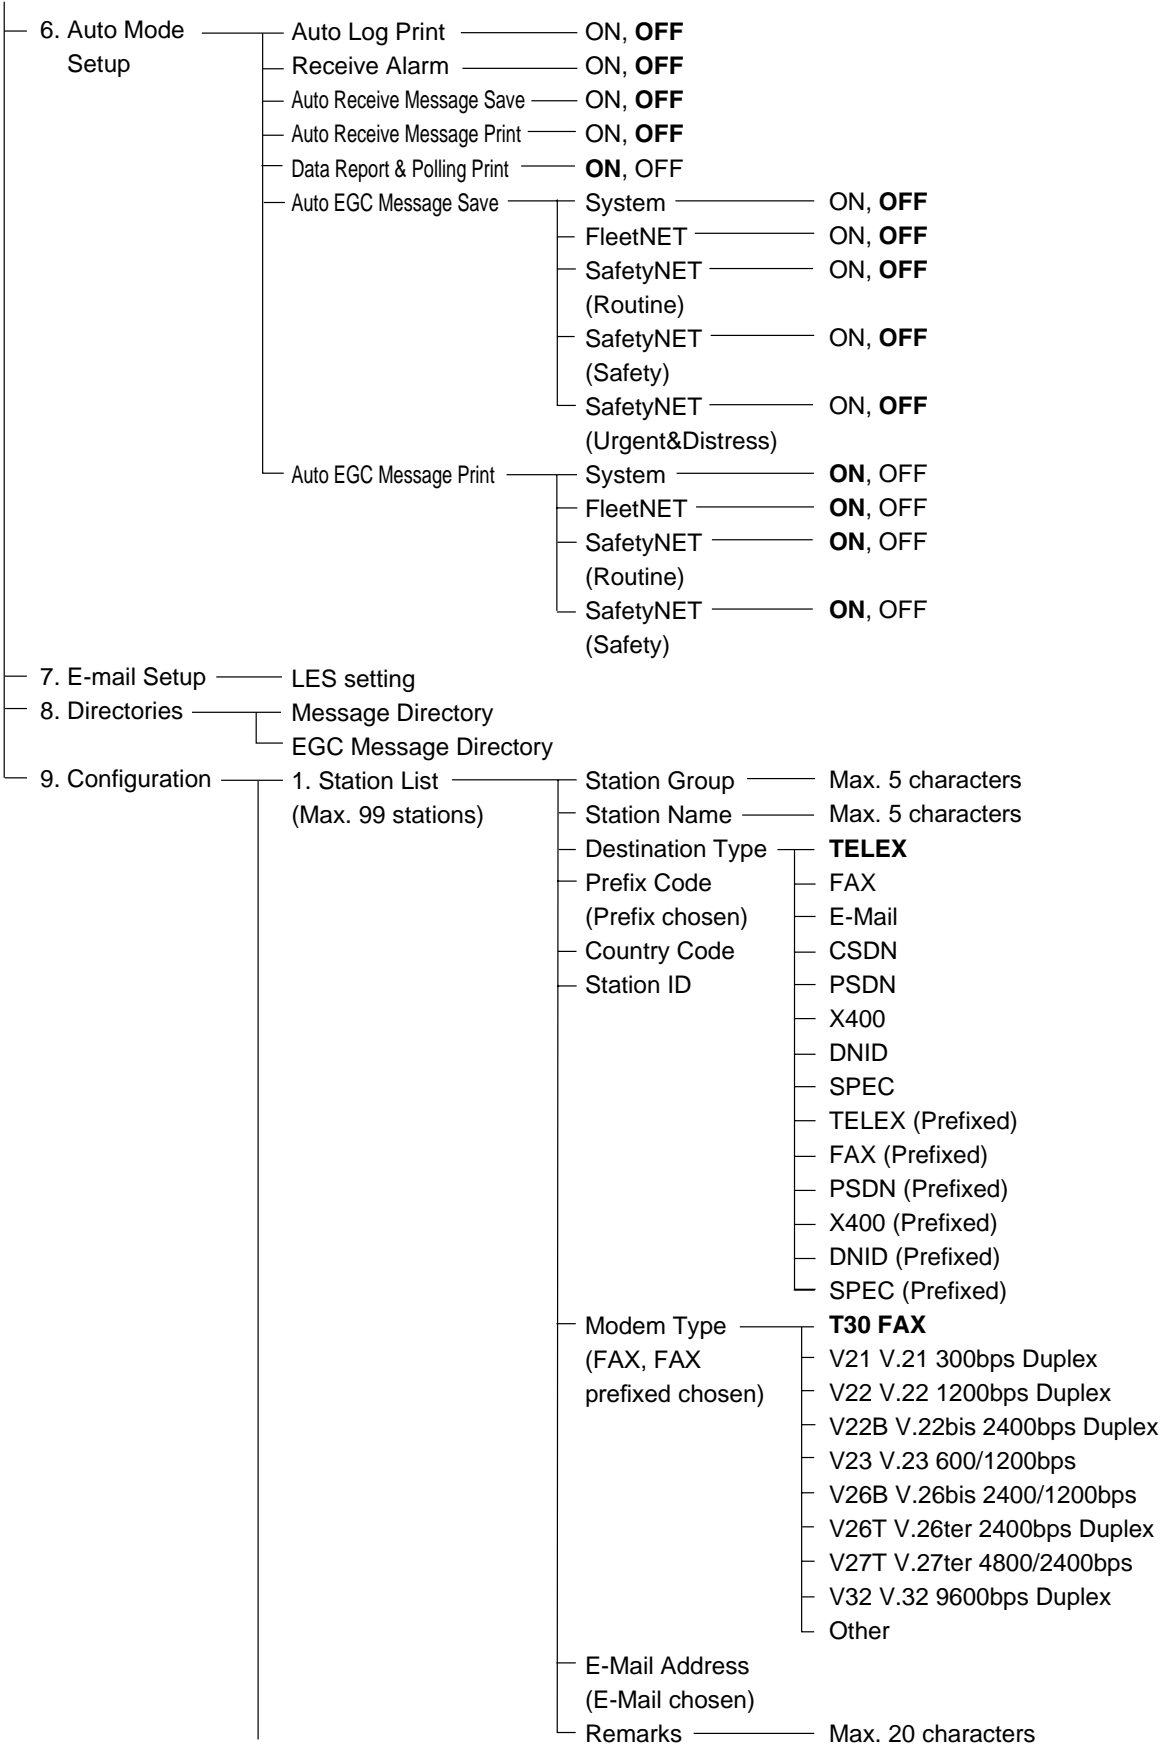 6. Auto Mode Auto Log Print ON, OFF
Setup Receive Alarm ON, OFF
Auto Receive Message Save ON, OFF
Auto Receive Message Print ON, OFF
Data Report & Polling Print ON, OFF
Auto EGC Message Save System ON, OFF
FleetNET ON, OFF
SafetyNET ON, OFF
(Routine)
SafetyNET ON, OFF
(Safety)
SafetyNET ON, OFF
(Urgent&Distress)
Auto EGC Message Print System ON, OFF
FleetNET ON, OFF
SafetyNET ON, OFF
(Routine)
SafetyNET ON, OFF
(Safety)
7. E-mail Setup LES setting
8. Directories Message Directory
EGC Message Directory
9. Configuration 1. Station List Station Group Max. 5 characters
(Max. 99 stations) Station Name Max. 5 characters
Destination Type TELEX
Prefix Code FAX
(Prefix chosen) E-Mail
Country Code CSDN
Station ID PSDN
X400
DNID
SPEC
TELEX (Prefixed)
FAX (Prefixed)
PSDN (Prefixed)
X400 (Prefixed)
DNID (Prefixed)
SPEC (Prefixed)
Modem Type T30 FAX
(FAX, FAX V21 V.21 300bps Duplex
prefixed chosen) V22 V.22 1200bps Duplex
V22B V.22bis 2400bps Duplex
V23 V.23 600/1200bps
V26B V.26bis 2400/1200bps
V26T V.26ter 2400bps Duplex
V27T V.27ter 4800/2400bps
V32 V.32 9600bps Duplex
Other
E-Mail Address
(E-Mail chosen)
Remarks Max. 20 characters